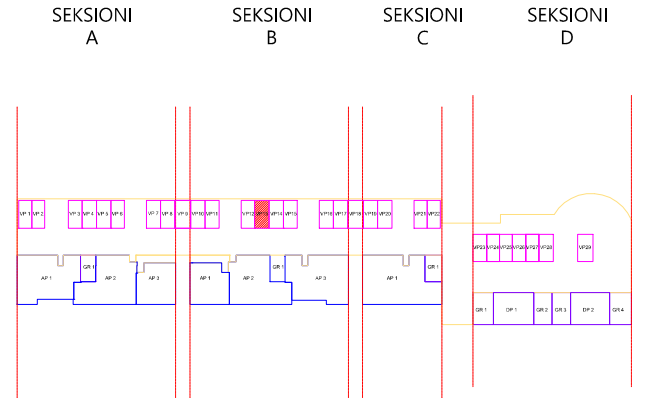 SEKSIONI SEKSIONI SEKSIONI SEKSIONI
A B C D
VP 1 VP 2 VP 3 VP 4 VP 5 VP 6 VP 7 VP 8 VP 9 VP10 VP11 VP12 VP13 VP14 VP15 VP16 VP17 VP18 VP19 VP20 VP21 VP22
VP23 VP24 VP25 VP26 VP27 VP28 VP29
GR 1 GR 1 GR 1
AP 1 AP 2 AP 3 AP 1 AP 2 AP 3 AP 1
GR 1 DP 1 GR 2 GR 3 DP 2 GR 4